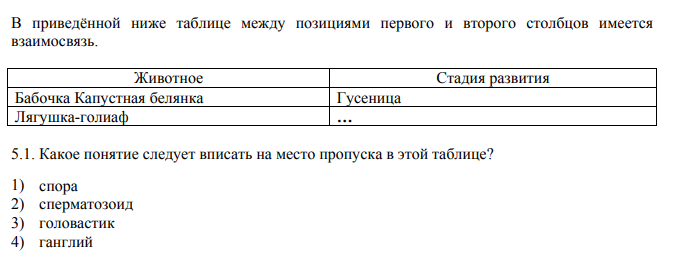 В приведённой ниже таблице между позициями первого и второго столбцов имеется
взаимосвязь.
Животное Стадия развития
Бабочка Капустная белянка Гусеница
Лягушка-голиаф ...
5.1. Какое понятие следует вписать на место пропуска в этой таблице?
1) спора
2) сперматозоид
3) головастик
4) ганглий